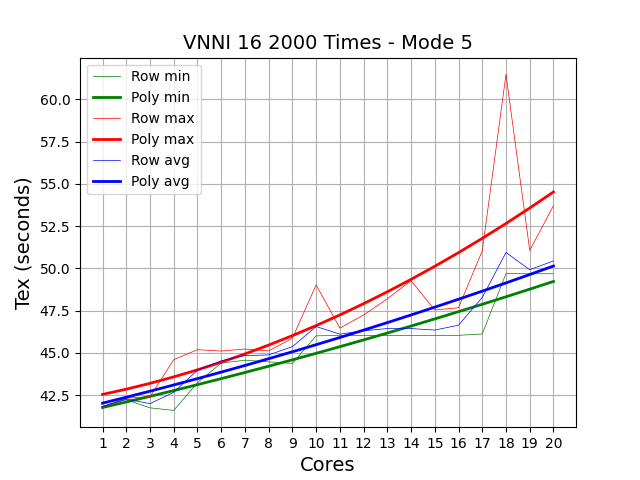 VNNI 16 2000 Times - Mode 5
Tex (seconds)
60.0
57.5
55.0
52.5
50.0
47.5
45.0
42.5
Row min
Poly min
Row max
Poly max
Row avg
Poly avg
1 2 3 4 5 6 7 8 9 10 11 12 13 14 15 16 17 18 19 20
Cores